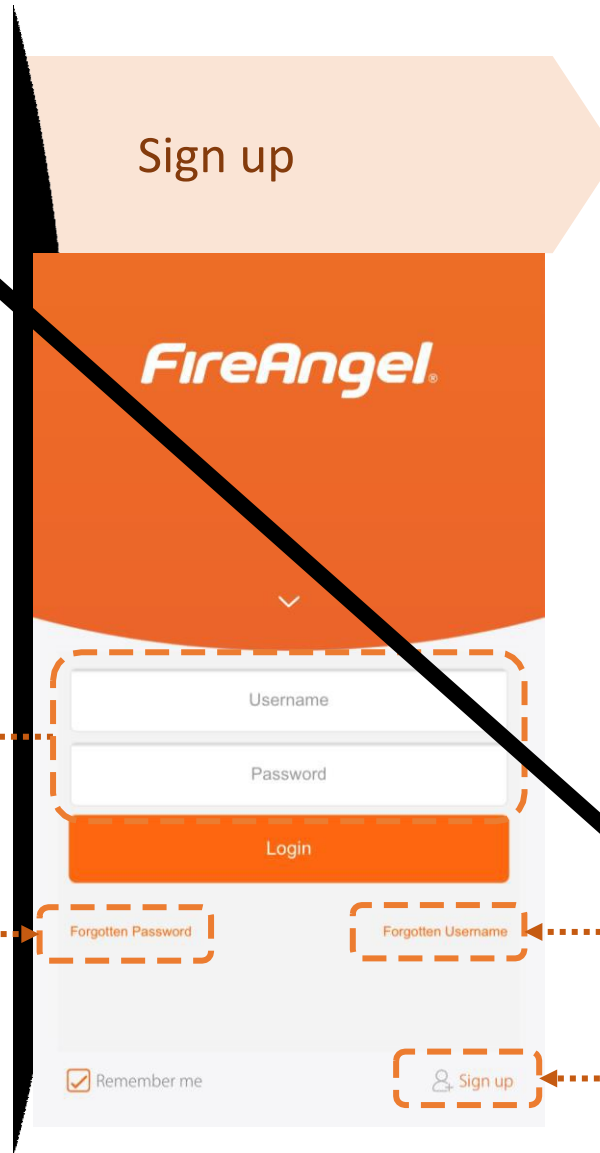 Sign up
FireAngel®
Username
Password
Login
Forgotten Password Forgotten Username
Remember me Sign up